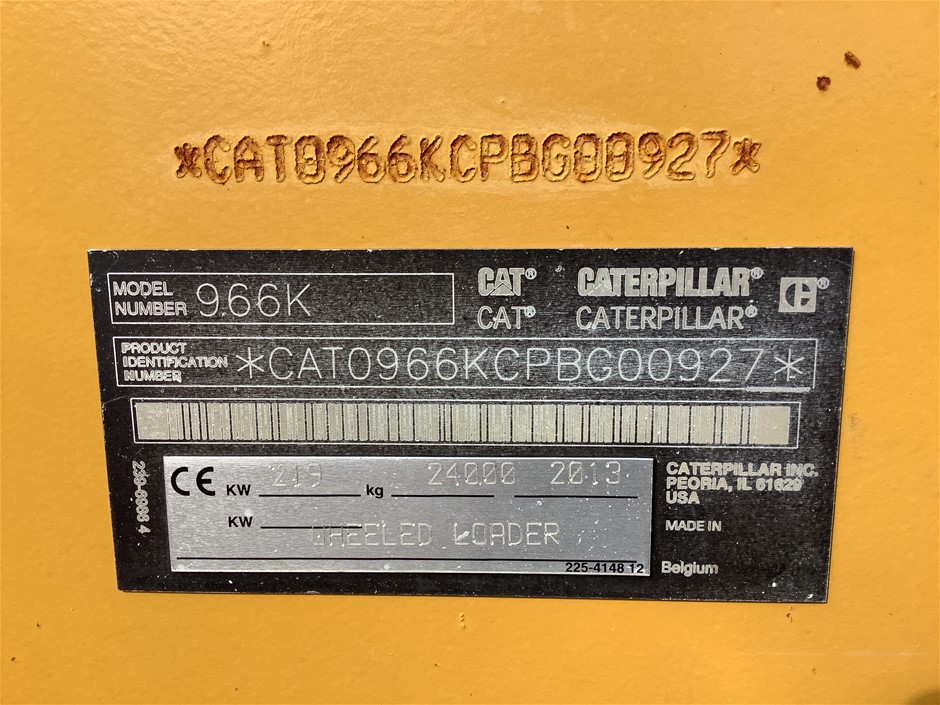 *CAT0966KCPBG00927*
MODEL NUMBER 966K
CAT® CATERPILLAR®
CAT® CATERPILLAR®
PRODUCT IDENTIFICATION NUMBER *CAT0966KCPBG00927*
CE KW 219 kg 24000 2013
KW
WHEELED LOADER
225-4148 12
CATERPILLAR INC.
PEORIA, IL 61629
USA
MADE IN
Belgium